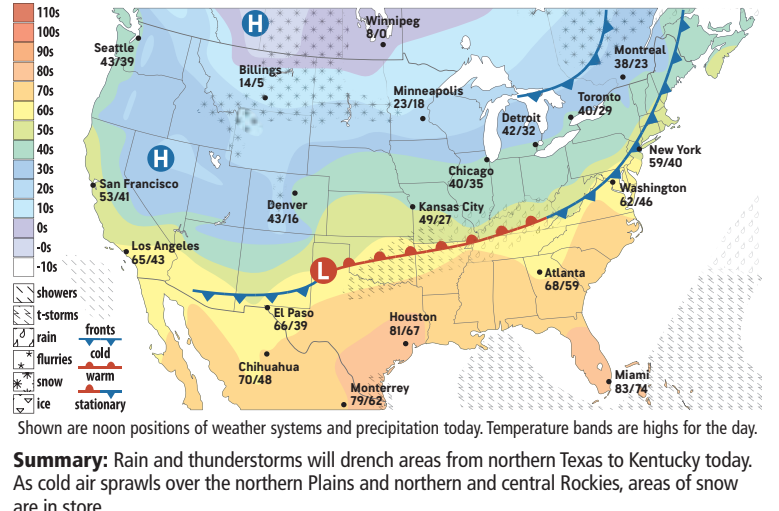 110s
100s
90s
80s
70s
60s
50s
40s
30s
20s
10s
0s
-0s
-10s
showers
t-storms
rain
flurries
snow
ice
fronts
cold
warm
stationary
H
Winnipeg
8/0
Seattle
43/39
Billings
14/5
Minneapolis
23/18
Montreal
38/23
Toronto
40/29
Detroit
42/32
H
New York
59/40
Chicago
40/35
San Francisco
53/41
Washington
62/46
Denver
43/16
Kansas City
49/27
Los Angeles
65/43
L
Atlanta
68/59
El Paso
66/39
Houston
81/67
Chihuahua
70/48
Miami
83/74
Monterrey
79/62
Shown are noon positions of weather systems and precipitation today. Temperature bands are highs for the day.
Summary: Rain and thunderstorms will drench areas from northern Texas to Kentucky today.
As cold air sprawls over the northern Plains and northern and central Rockies, areas of snow
are in store